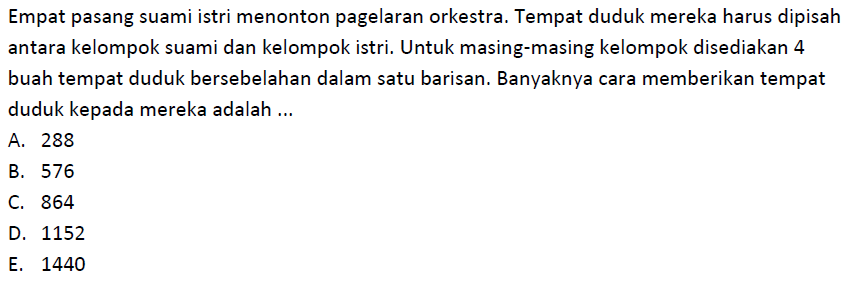 Empat pasang suami istri menonton pagelaran orkestra. Tempat duduk mereka harus dipisah
antara kelompok suami dan kelompok istri. Untuk masing-masing kelompok disediakan 4
buah tempat duduk bersebelahan dalam satu barisan. Banyaknya cara memberikan tempat
duduk kepada mereka adalah ...
A. 288
B. 576
C. 864
D. 1152
E. 1440